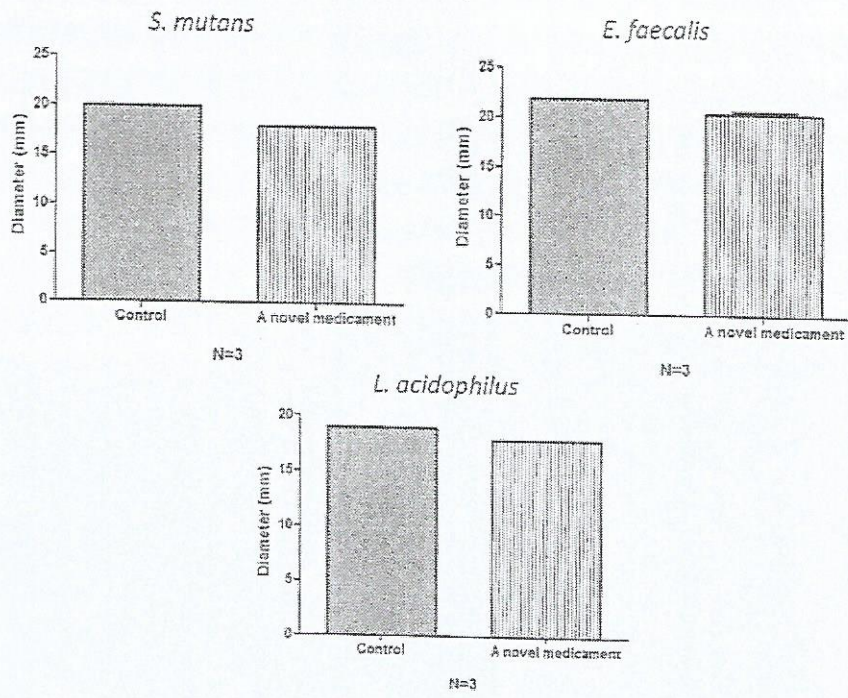 S. mutans
25
20
15
10
5
0
Diameter (mm)
Control
A novel medicament
N=3
E. faecalis
25
20
15
10
5
0
Diameter (mm)
Control
A novel medicament
N=3
L. acidophilus
20
15
10
5
0
Diameter (mm)
Control
A novel medicament
N=3